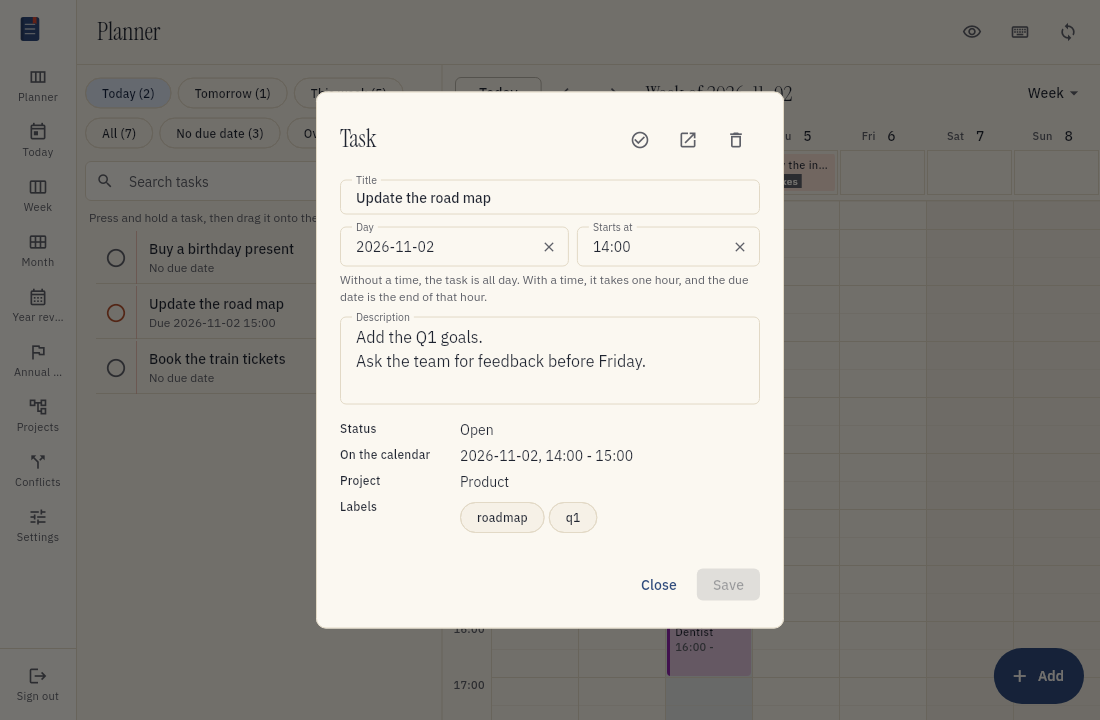 Planner
Planner
Today
Week
Month
Year rev...
Annual ...
Projects
Conflicts
Settings
Sign out
Today (2)
Tomorrow (1)
All (7)
No due date (3)
Search tasks
Press and hold a task, then drag it onto the
Buy a birthday present
No due date
Update the road map
Due 2026-11-02 15:00
Book the train tickets
No due date
Today
Week of 2026-11-02
Week
5
Fri 6
Sat 7
Sun 8
the in...
16:00
Dentist
16:00 -
17:00
Add
Task
Title
Update the road map
Day
2026-11-02
Starts at
14:00
Without a time, the task is all day. With a time, it takes one hour, and the due
date is the end of that hour.
Description
Add the Q1 goals.
Ask the team for feedback before Friday.
Status
Open
On the calendar
2026-11-02, 14:00 - 15:00
Project
Product
Labels
roadmap
q1
Close
Save